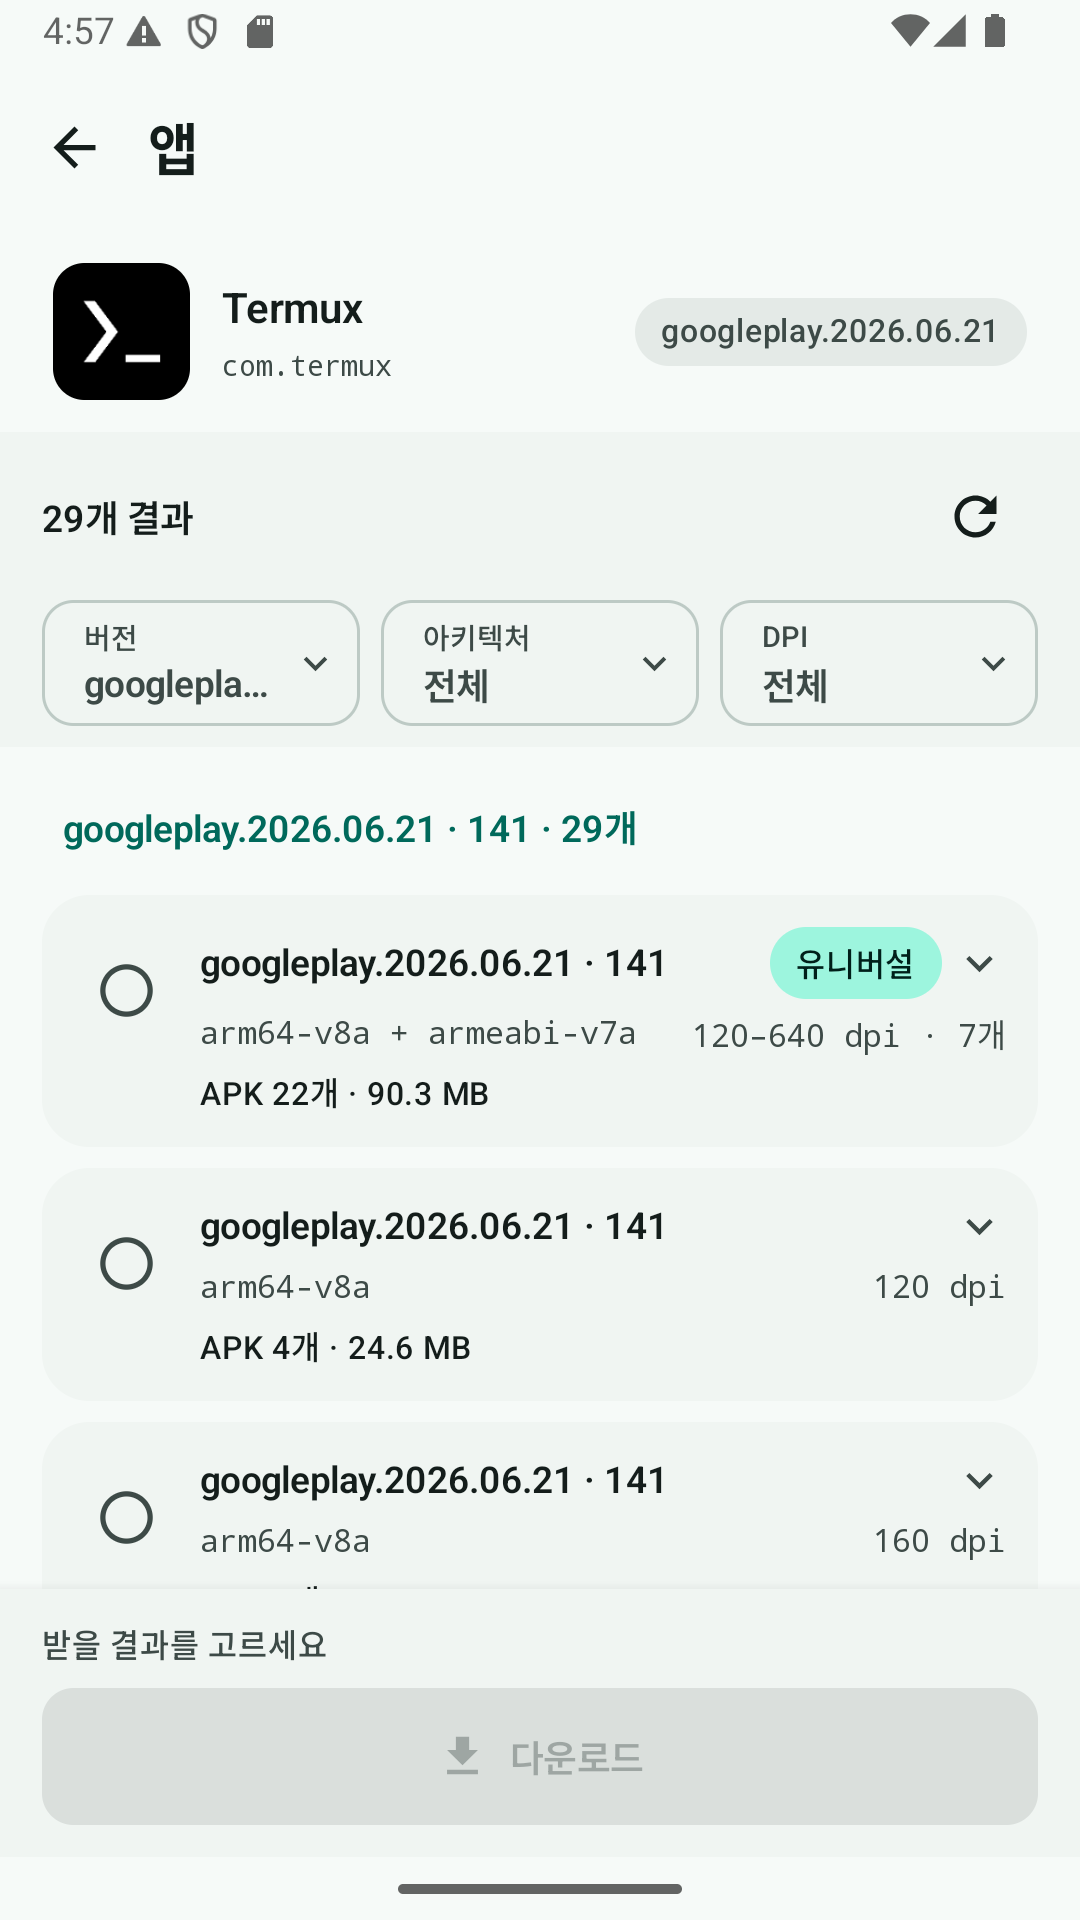 4:57
앱
Termux
com.termux
googleplay.2026.06.21
29개 결과
버전
googlepla...
아키텍처
전체
DPI
전체
googleplay.2026.06.21 · 141 · 29개
googleplay.2026.06.21 · 141
유니버설
arm64-v8a + armeabi-v7a
120–640 dpi · 7개
APK 22개 · 90.3 MB
googleplay.2026.06.21 · 141
arm64-v8a
120 dpi
APK 4개 · 24.6 MB
googleplay.2026.06.21 · 141
arm64-v8a
160 dpi
받을 결과를 고르세요
다운로드